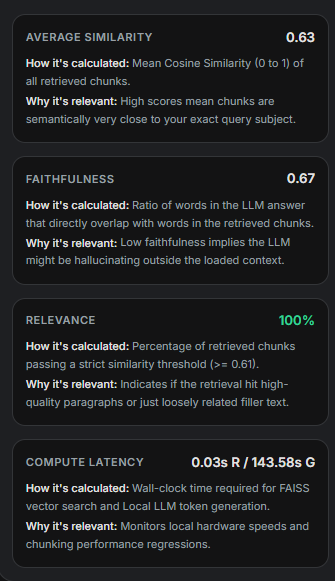 AVERAGE SIMILARITY 0.63
How it's calculated: Mean Cosine Similarity (0 to 1) of
all retrieved chunks.
Why it's relevant: High scores mean chunks are
semantically very close to your exact query subject.
FAITHFULNESS 0.67
How it's calculated: Ratio of words in the LLM answer
that directly overlap with words in the retrieved chunks.
Why it's relevant: Low faithfulness implies the LLM
might be hallucinating outside the loaded context.
RELEVANCE 100%
How it's calculated: Percentage of retrieved chunks
passing a strict similarity threshold (>= 0.61).
Why it's relevant: Indicates if the retrieval hit high-
quality paragraphs or just loosely related filler text.
COMPUTE LATENCY 0.03s R / 143.58s G
How it's calculated: Wall-clock time required for FAISS
vector search and Local LLM token generation.
Why it's relevant: Monitors local hardware speeds and
chunking performance regressions.